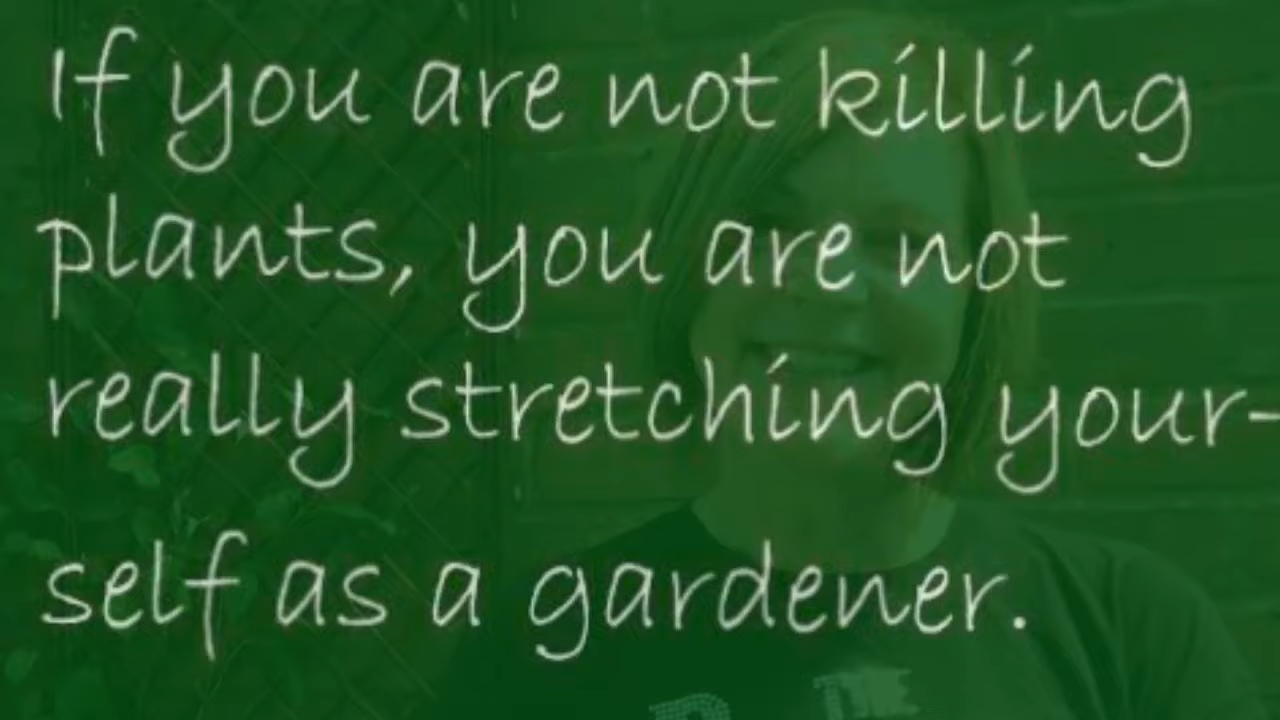 If you are not killing
plants, you are not
really stretching your-
self as a gardener.